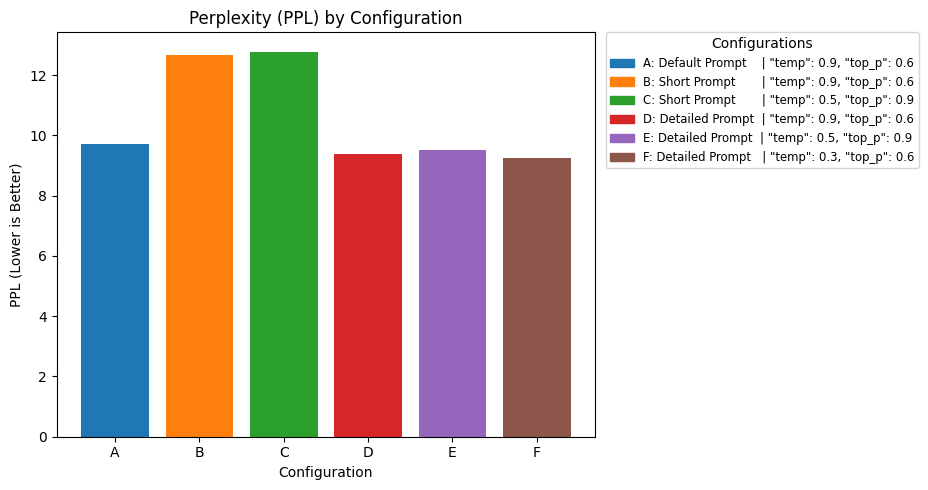 Perplexity (PPL) by Configuration
PPL (Lower is Better)
12
10
8
6
4
2
0
A B C D E F
Configuration
Configurations
A: Default Prompt | "temp": 0.9, "top_p": 0.6
B: Short Prompt | "temp": 0.9, "top_p": 0.6
C: Short Prompt | "temp": 0.5, "top_p": 0.9
D: Detailed Prompt | "temp": 0.9, "top_p": 0.6
E: Detailed Prompt | "temp": 0.5, "top_p": 0.9
F: Detailed Prompt | "temp": 0.3, "top_p": 0.6